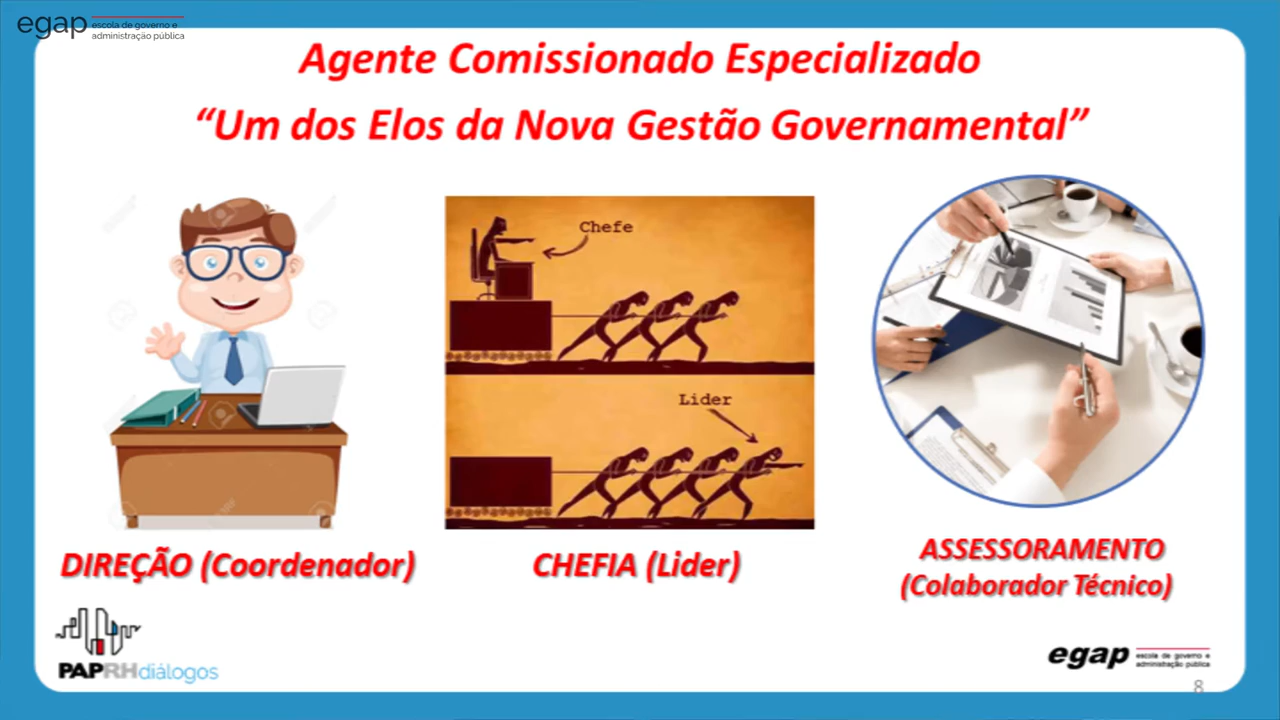 egap escola de governo e
administração pública
Agente Comissionado Especializado
“Um dos Elos da Nova Gestão Governamental”
Chefe
Lider
DIREÇÃO (Coordenador)
CHEFIA (Lider)
ASSESSORAMENTO
(Colaborador Técnico)
PAPRHdiálogos
egap escola de governo e
administração pública
8